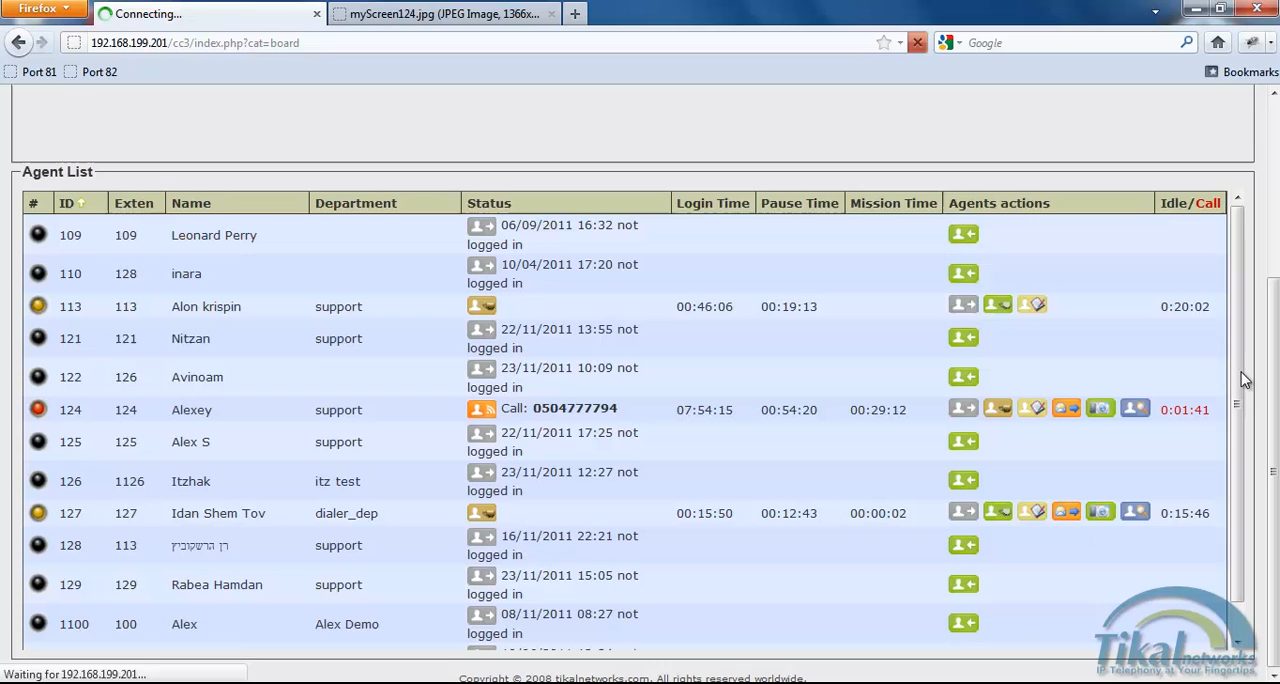 Firefox
Connecting...
myScreen124.jpg (JPEG Image, 1366x...
192.168.199.201/cc3/index.php?cat=board
Google
Port 81
Port 82
Bookmarks
Agent List
# ID Exten Name Department Status Login Time Pause Time Mission Time Agents actions Idle/Call
109 109 Leonard Perry 06/09/2011 16:32 not logged in
110 128 inara 10/04/2011 17:20 not logged in
113 113 Alon krispin support 00:46:06 00:19:13 0:20:02
121 121 Nitzan support 22/11/2011 13:55 not logged in
122 126 Avinoam 23/11/2011 10:09 not logged in
124 124 Alexey support Call: 0504777794 07:54:15 00:54:20 00:29:12 0:01:41
125 125 Alex S support 22/11/2011 17:25 not logged in
126 1126 Itzhak itz test 23/11/2011 12:27 not logged in
127 127 Idan Shem Tov dialer_dep 00:15:50 00:12:43 00:00:02 0:15:46
128 113 רן הרשקוביץ support 16/11/2011 22:21 not logged in
129 129 Rabea Hamdan support 23/11/2011 15:05 not logged in
1100 100 Alex Alex Demo 08/11/2011 08:27 not logged in
Tikalnetworks
IP Telephony at Your Fingertips
Waiting for 192.168.199.201...
Copyright © 2008 tikalnetworks.com. All rights reserved worldwide.